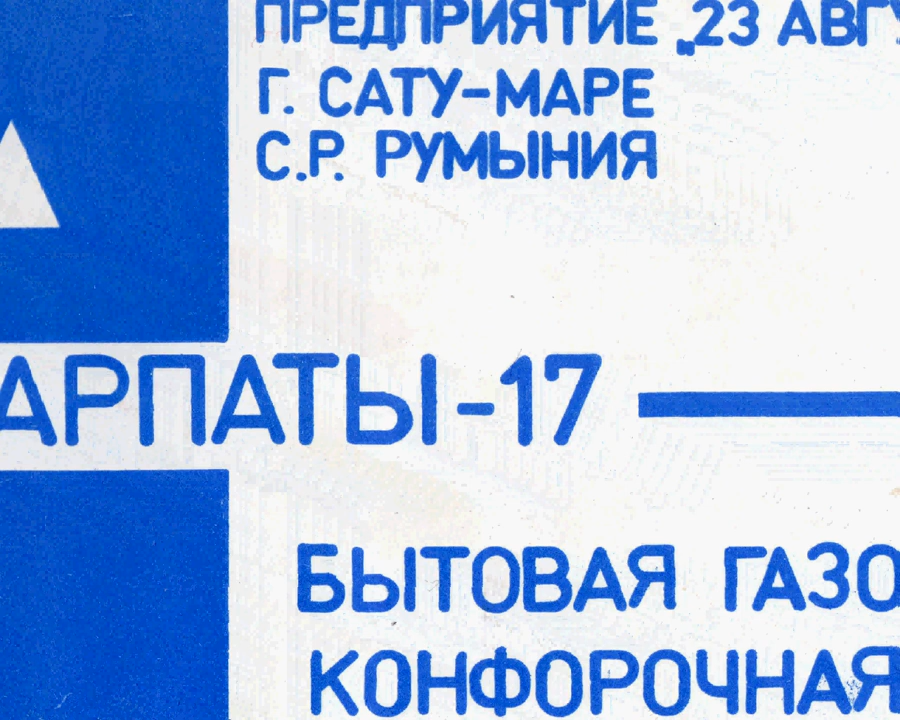 ПРЕДПРИЯТИЕ „23 АВГУ
Г. САТУ-МАРЕ
С.Р. РУМЫНИЯ
АРПАТЫ-17
БЫТОВАЯ ГАЗО
КОНФОРОЧНАЯ